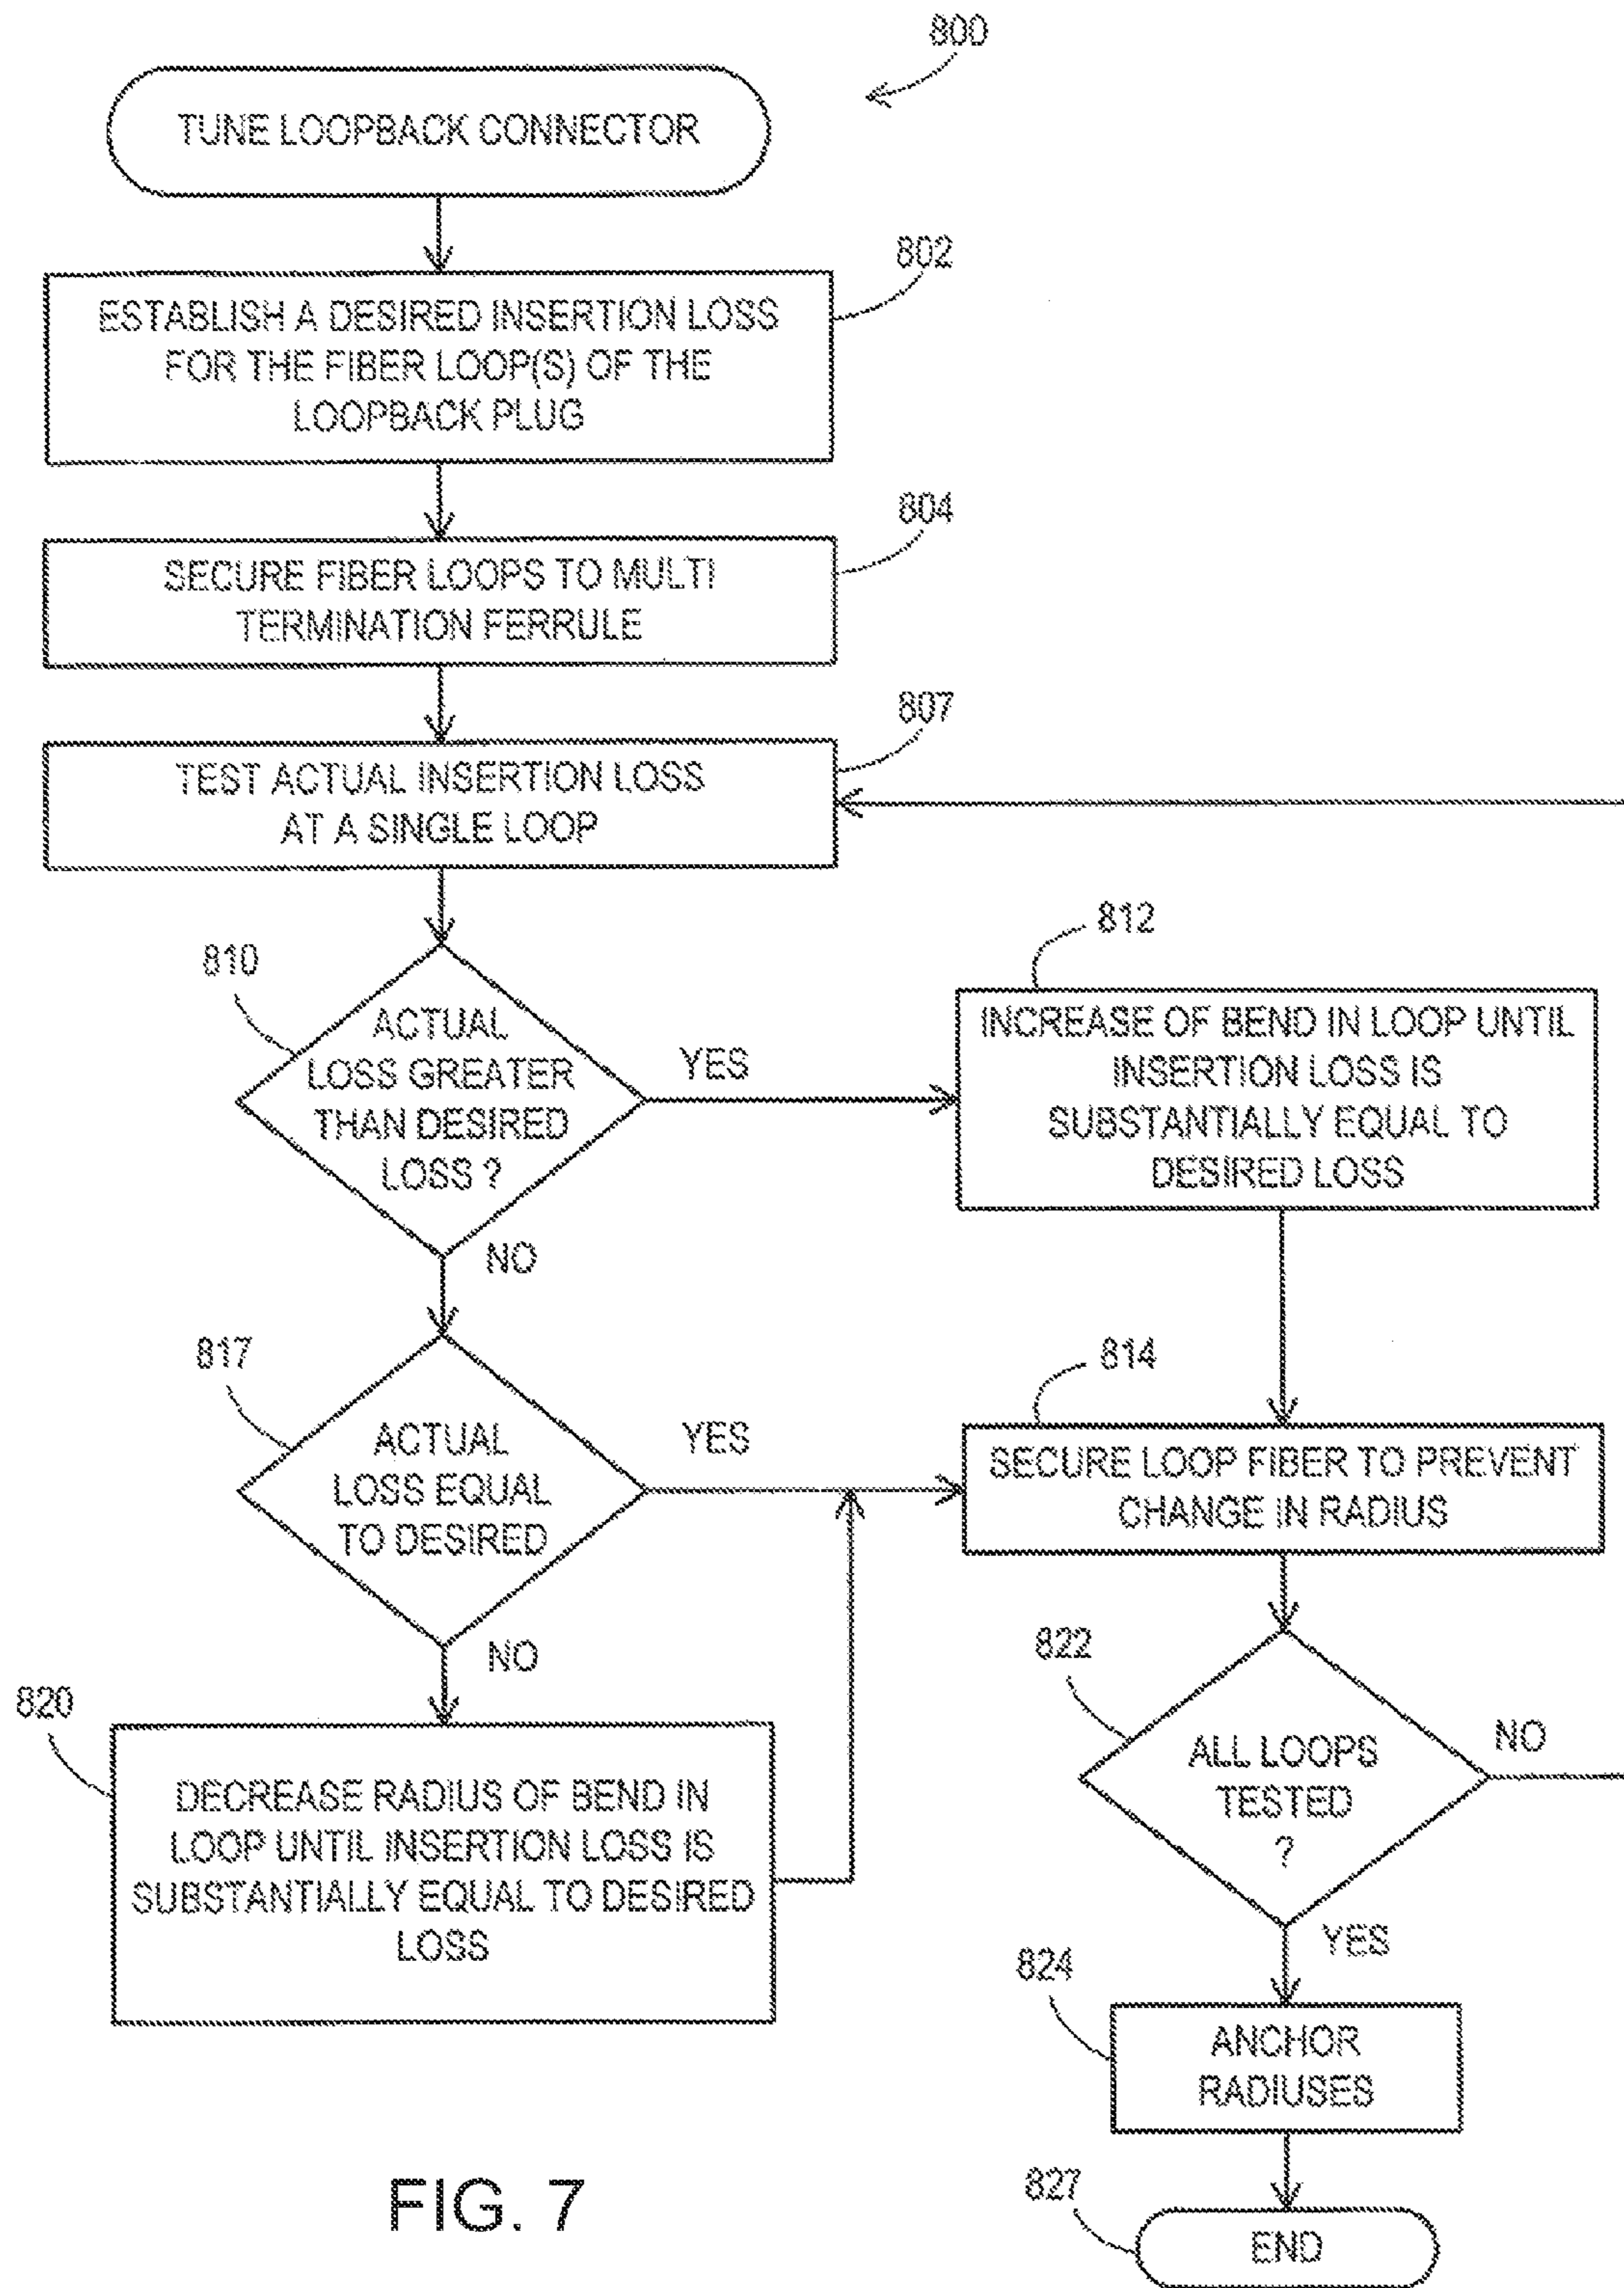 800
TUNE LOOPBACK CONNECTOR
802
ESTABLISH A DESIRED INSERTION LOSS
FOR THE FIBER LOOP(S) OF THE
LOOPBACK PLUG
804
SECURE FIBER LOOPS TO MULTI
TERMINATION FERRULE
807
TEST ACTUAL INSERTION LOSS
AT A SINGLE LOOP
810
ACTUAL
LOSS GREATER
THAN DESIRED
LOSS ?
YES
NO
812
INCREASE OF BEND IN LOOP UNTIL
INSERTION LOSS IS
SUBSTANTIALLY EQUAL TO
DESIRED LOSS
817
ACTUAL
LOSS EQUAL
TO DESIRED
YES
NO
814
SECURE LOOP FIBER TO PREVENT
CHANGE IN RADIUS
820
DECREASE RADIUS OF BEND IN
LOOP UNTIL INSERTION LOSS IS
SUBSTANTIALLY EQUAL TO DESIRED
LOSS
822
ALL LOOPS
TESTED
?
NO
YES
824
ANCHOR
RADIUSES
827
END
FIG. 7